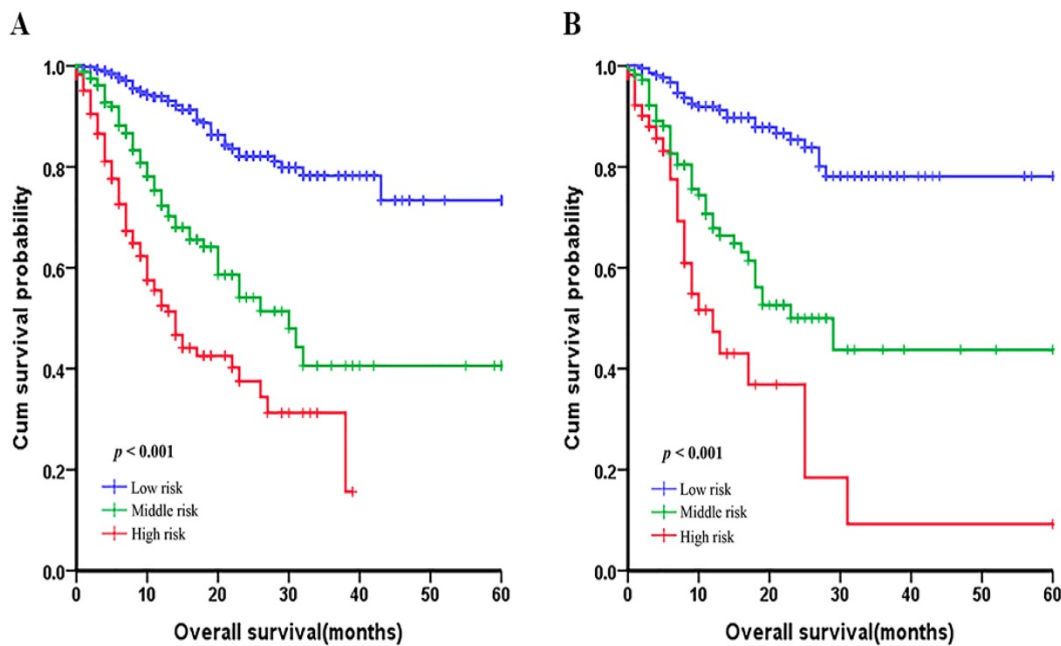 A
Cum survival probability
1.0
0.8
0.6
0.4
0.2
0.0
p < 0.001
Low risk
Middle risk
High risk
0 10 20 30 40 50 60
Overall survival(months)
B
Cum survival probability
1.0
0.8
0.6
0.4
0.2
0.0
p < 0.001
Low risk
Middle risk
High risk
0 10 20 30 40 50 60
Overall survival(months)